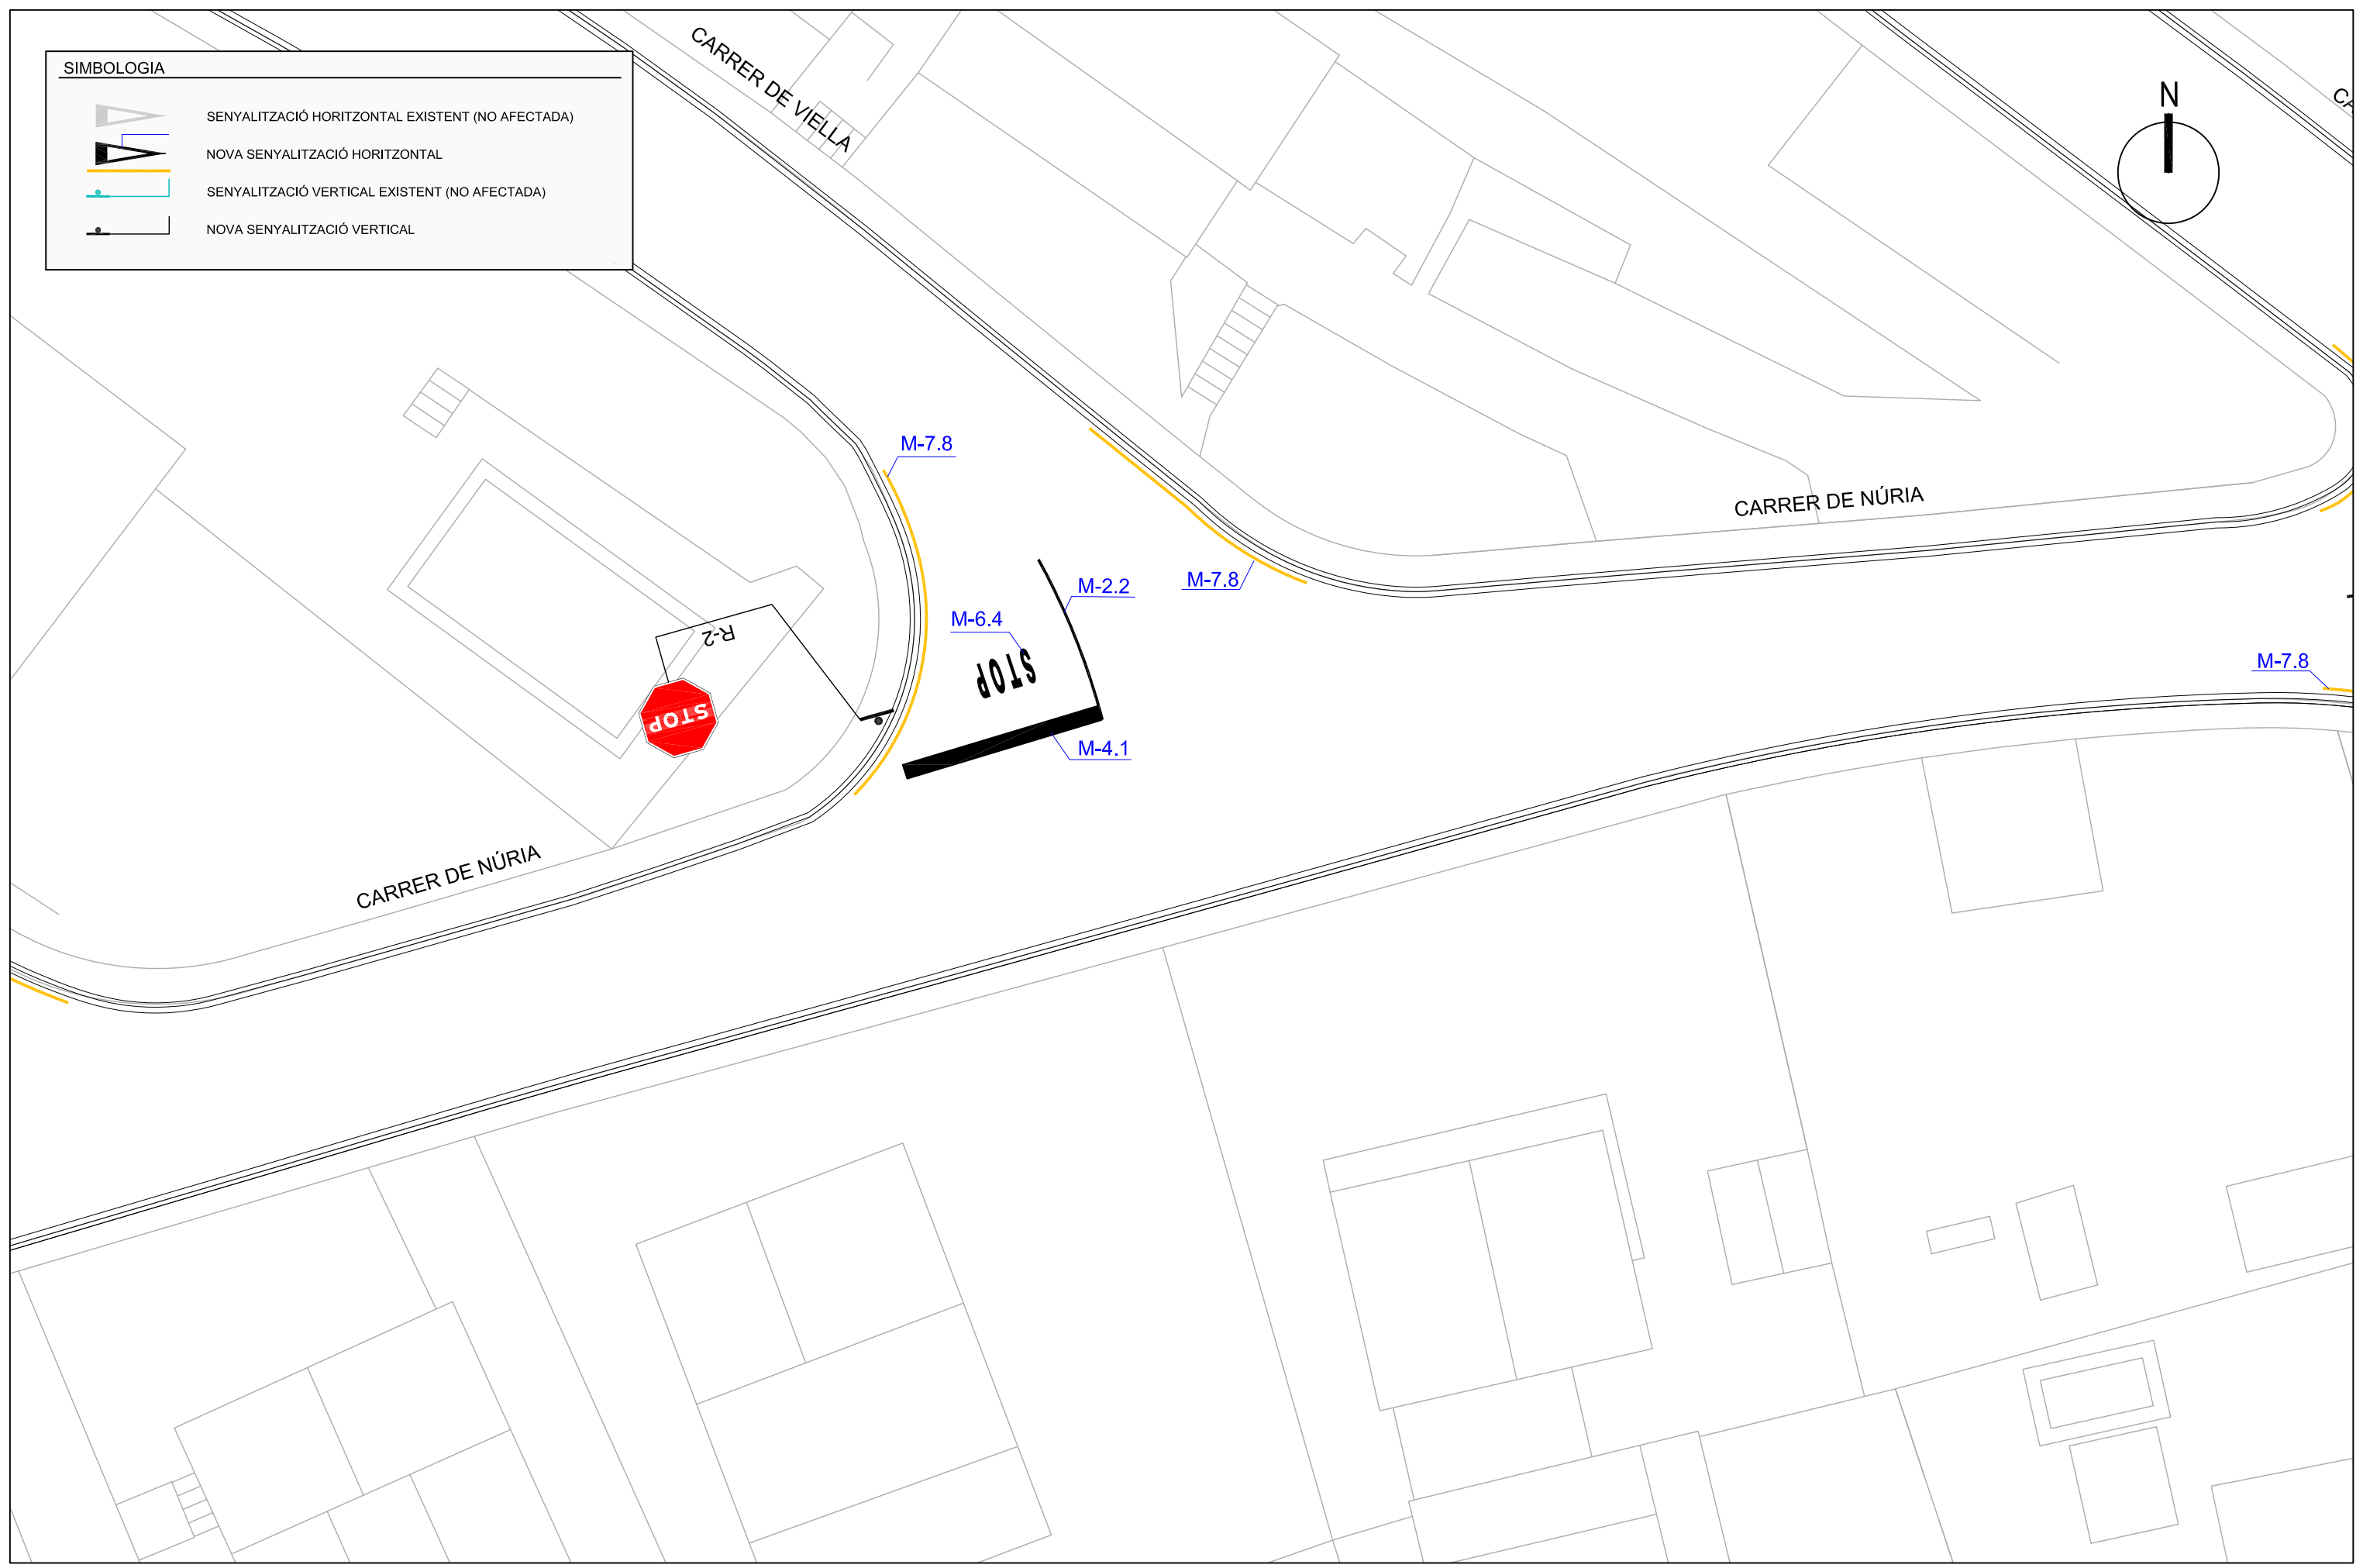 SIMBOLOGIA
SENYALITZACIÓ HORITZONTAL EXISTENT (NO AFECTADA)
NOVA SENYALITZACIÓ HORITZONTAL
SENYALITZACIÓ VERTICAL EXISTENT (NO AFECTADA)
NOVA SENYALITZACIÓ VERTICAL
CARRER DE VIELLA
N
M-7.8
CARRER DE NÚRIA
M-7.8
M-2.2
M-6.4
R-2
STOP
STOP
M-7.8
M-4.1
CARRER DE NÚRIA